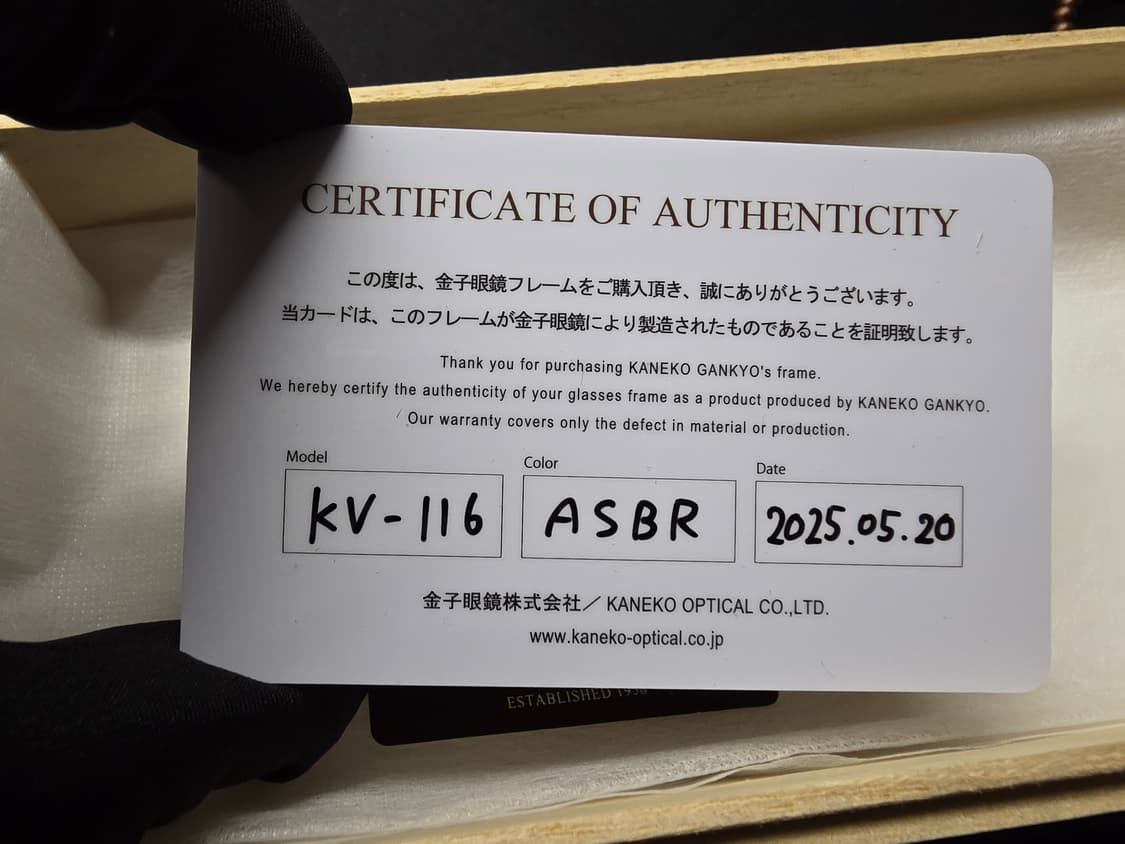 CERTIFICATE OF AUTHENTICITY
この度は、金子眼鏡フレームをご購入頂き、誠にありがとうございます。
当カードは、このフレームが金子眼鏡により製造されたものであることを証明致します。
Thank you for purchasing KANEKO GANKYO's frame.
We hereby certify the authenticity of your glasses frame as a product produced by KANEKO GANKYO.
Our warranty covers only the defect in material or production.
Model Color Date
KV-116 ASBR 2025.05.20
金子眼鏡株式会社／ KANEKO OPTICAL CO.,LTD.
www.kaneko-optical.co.jp
ESTABLISHED